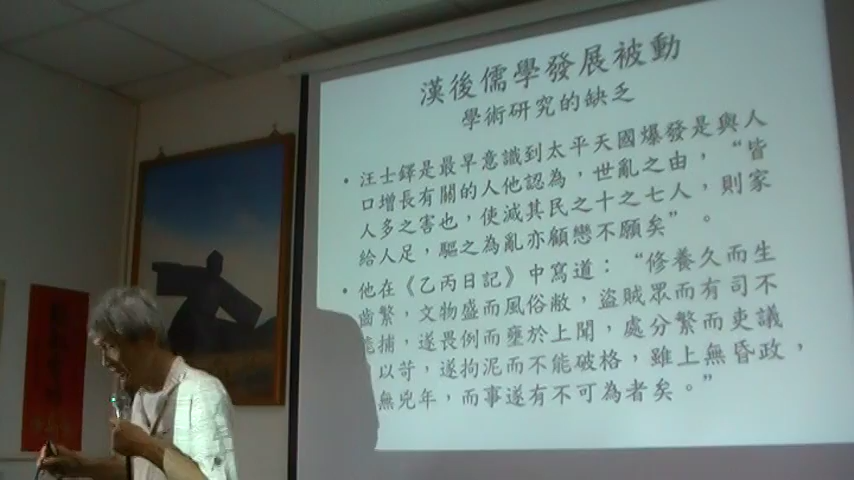 漢後儒學發展被動
學術研究的缺乏
• 汪士鐸是最早意識到太平天國爆發是與人
口增長有關的人他認為，世亂之由，“皆
人多之害也，使減其民之十之七人，則家
給人足，驅之為亂亦顧戀不願矣”。
• 他在《乙丙日記》中寫道：“修養久而生
齒繁，文物盛而風俗敝，盜賊眾而有司不
能捕，遂畏例而壅於上聞，處分繁而吏議
以苛，遂拘泥而不能破格，雖上無昏政，
無兇年，而事遂有不可為者矣。”